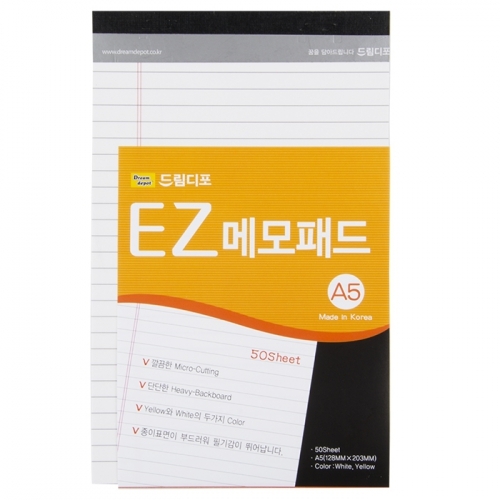 www.dreamdepot.co.kr 꿈을 담아드립니다 드림디포
Dream depot 드림디포
EZ 메모패드
A5
Made in Korea
50Sheet
✓ 깔끔한 Micro-Cutting
✓ 단단한 Heavy-Backboard
✓ Yellow와 White의 두가지 Color
✓ 종이표면이 부드러워 필기감이 뛰어납니다.
· 50Sheet
· A5(128MM×203MM)
· Color : White, Yellow